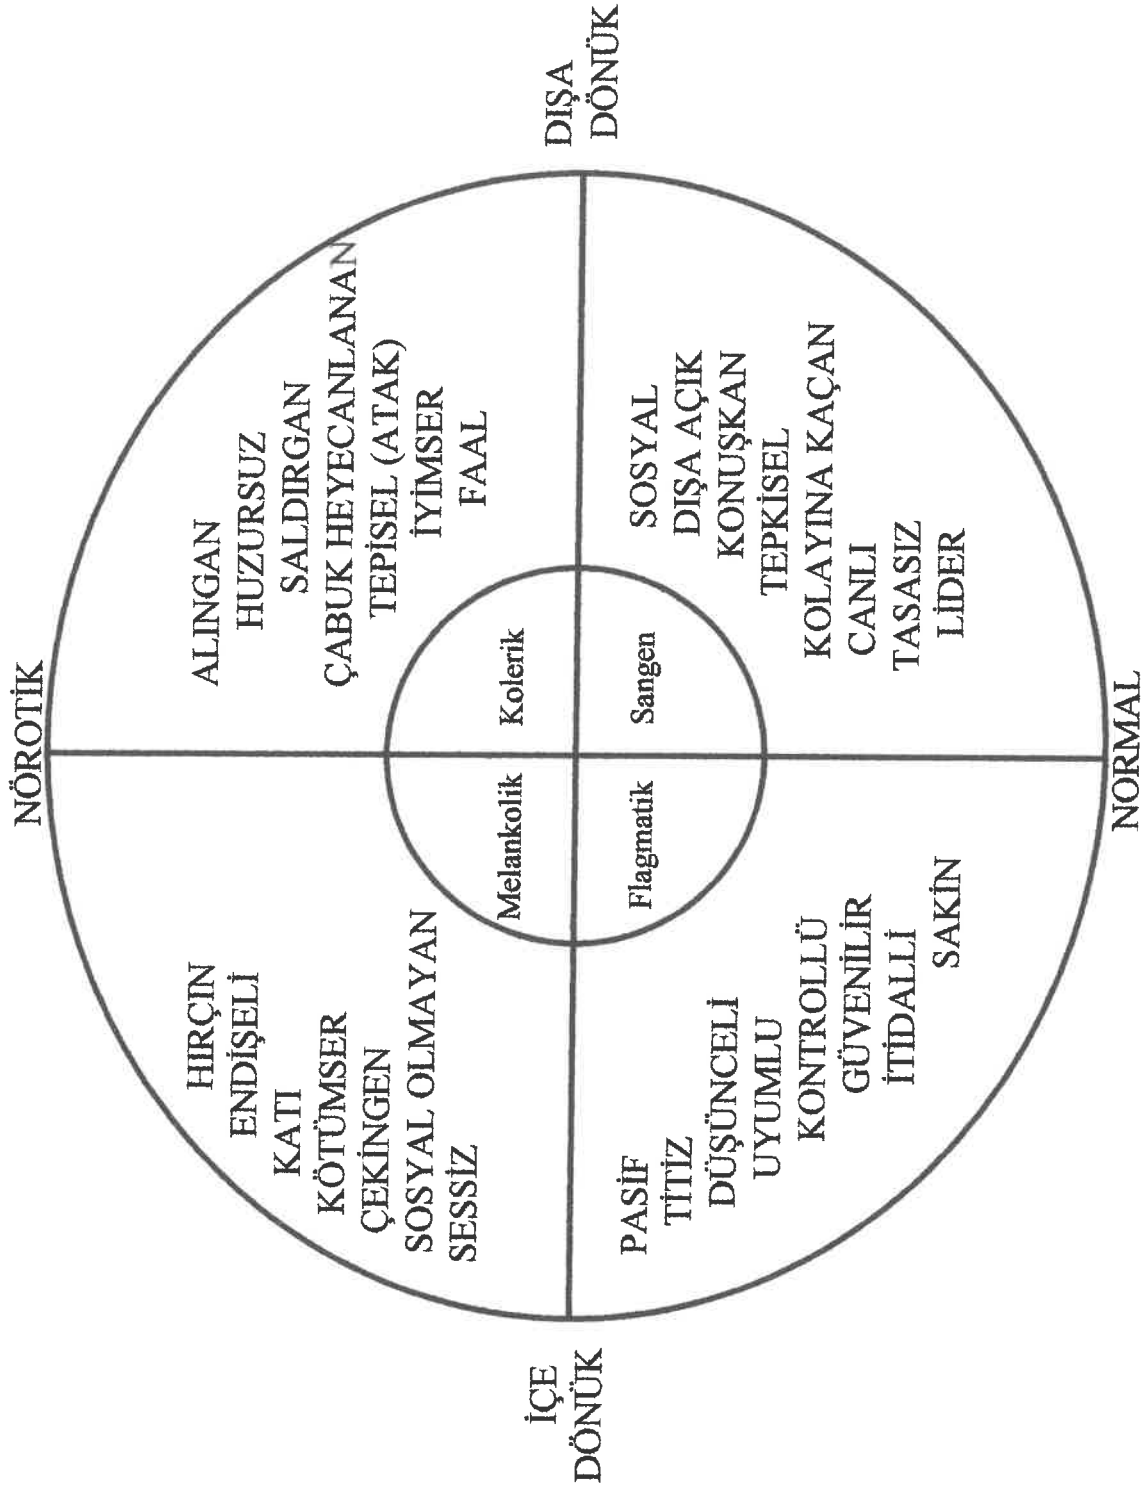 NÖROTİK
HIRÇIN
ENDİŞELİ
KATI
KÖTÜMSER
ÇEKİNGEN
SOSYAL OLMAYAN
SESSİZ
ALINGAN
HUZURSUZ
SALDIRGAN
ÇABUK HEYECANLANAN
TEPİSEL (ATAK)
İYİMSER
FAAL
Melankolik
Kolerik
İÇE
DÖNÜK
DIŞA
DÖNÜK
Flagmatik
Sangen
PASİF
TİTİZ
DÜŞÜNCELİ
UYUMLU
KONTROLLÜ
GÜVENİLİR
İTİDALLİ
SAKİN
SOSYAL
DIŞA AÇIK
KONUŞKAN
TEPKİSEL
KOLAYINA KAÇAN
CANLI
TASASIZ
LİDER
NORMAL